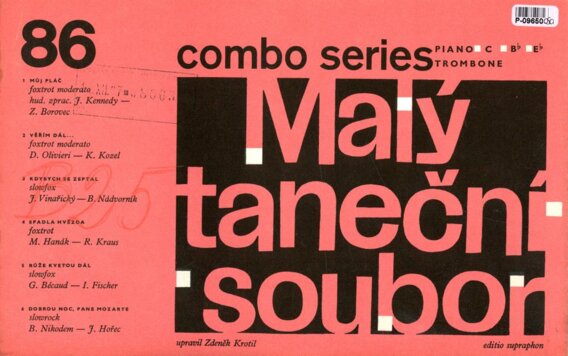 86
combo series
PIANO C B♭ E♭
TROMBONE
P-09650
1 MŮJ PLÁČ
foxtrot moderato
hud. zprac. J. Kennedy —
Z. Borovec
2 VĚŘÍM DÁL...
foxtrot moderato
D. Olivieri — K. Kozel
3 KDYBYCH SE ZEPTAL
slowfox
J. Vinařický — B. Nádvorník
4 SPADLA HVĚZDA
foxtrot
M. Hanák — R. Kraus
5 RŮŽE KVETOU DÁL
slowfox
G. Bécaud — I. Fischer
6 DOBROU NOC, PANE MOZARTE
slowrock
B. Nikodem — J. Hořec
Malý
taneční
soubor
upravil Zdeněk Krotil
editio supraphon